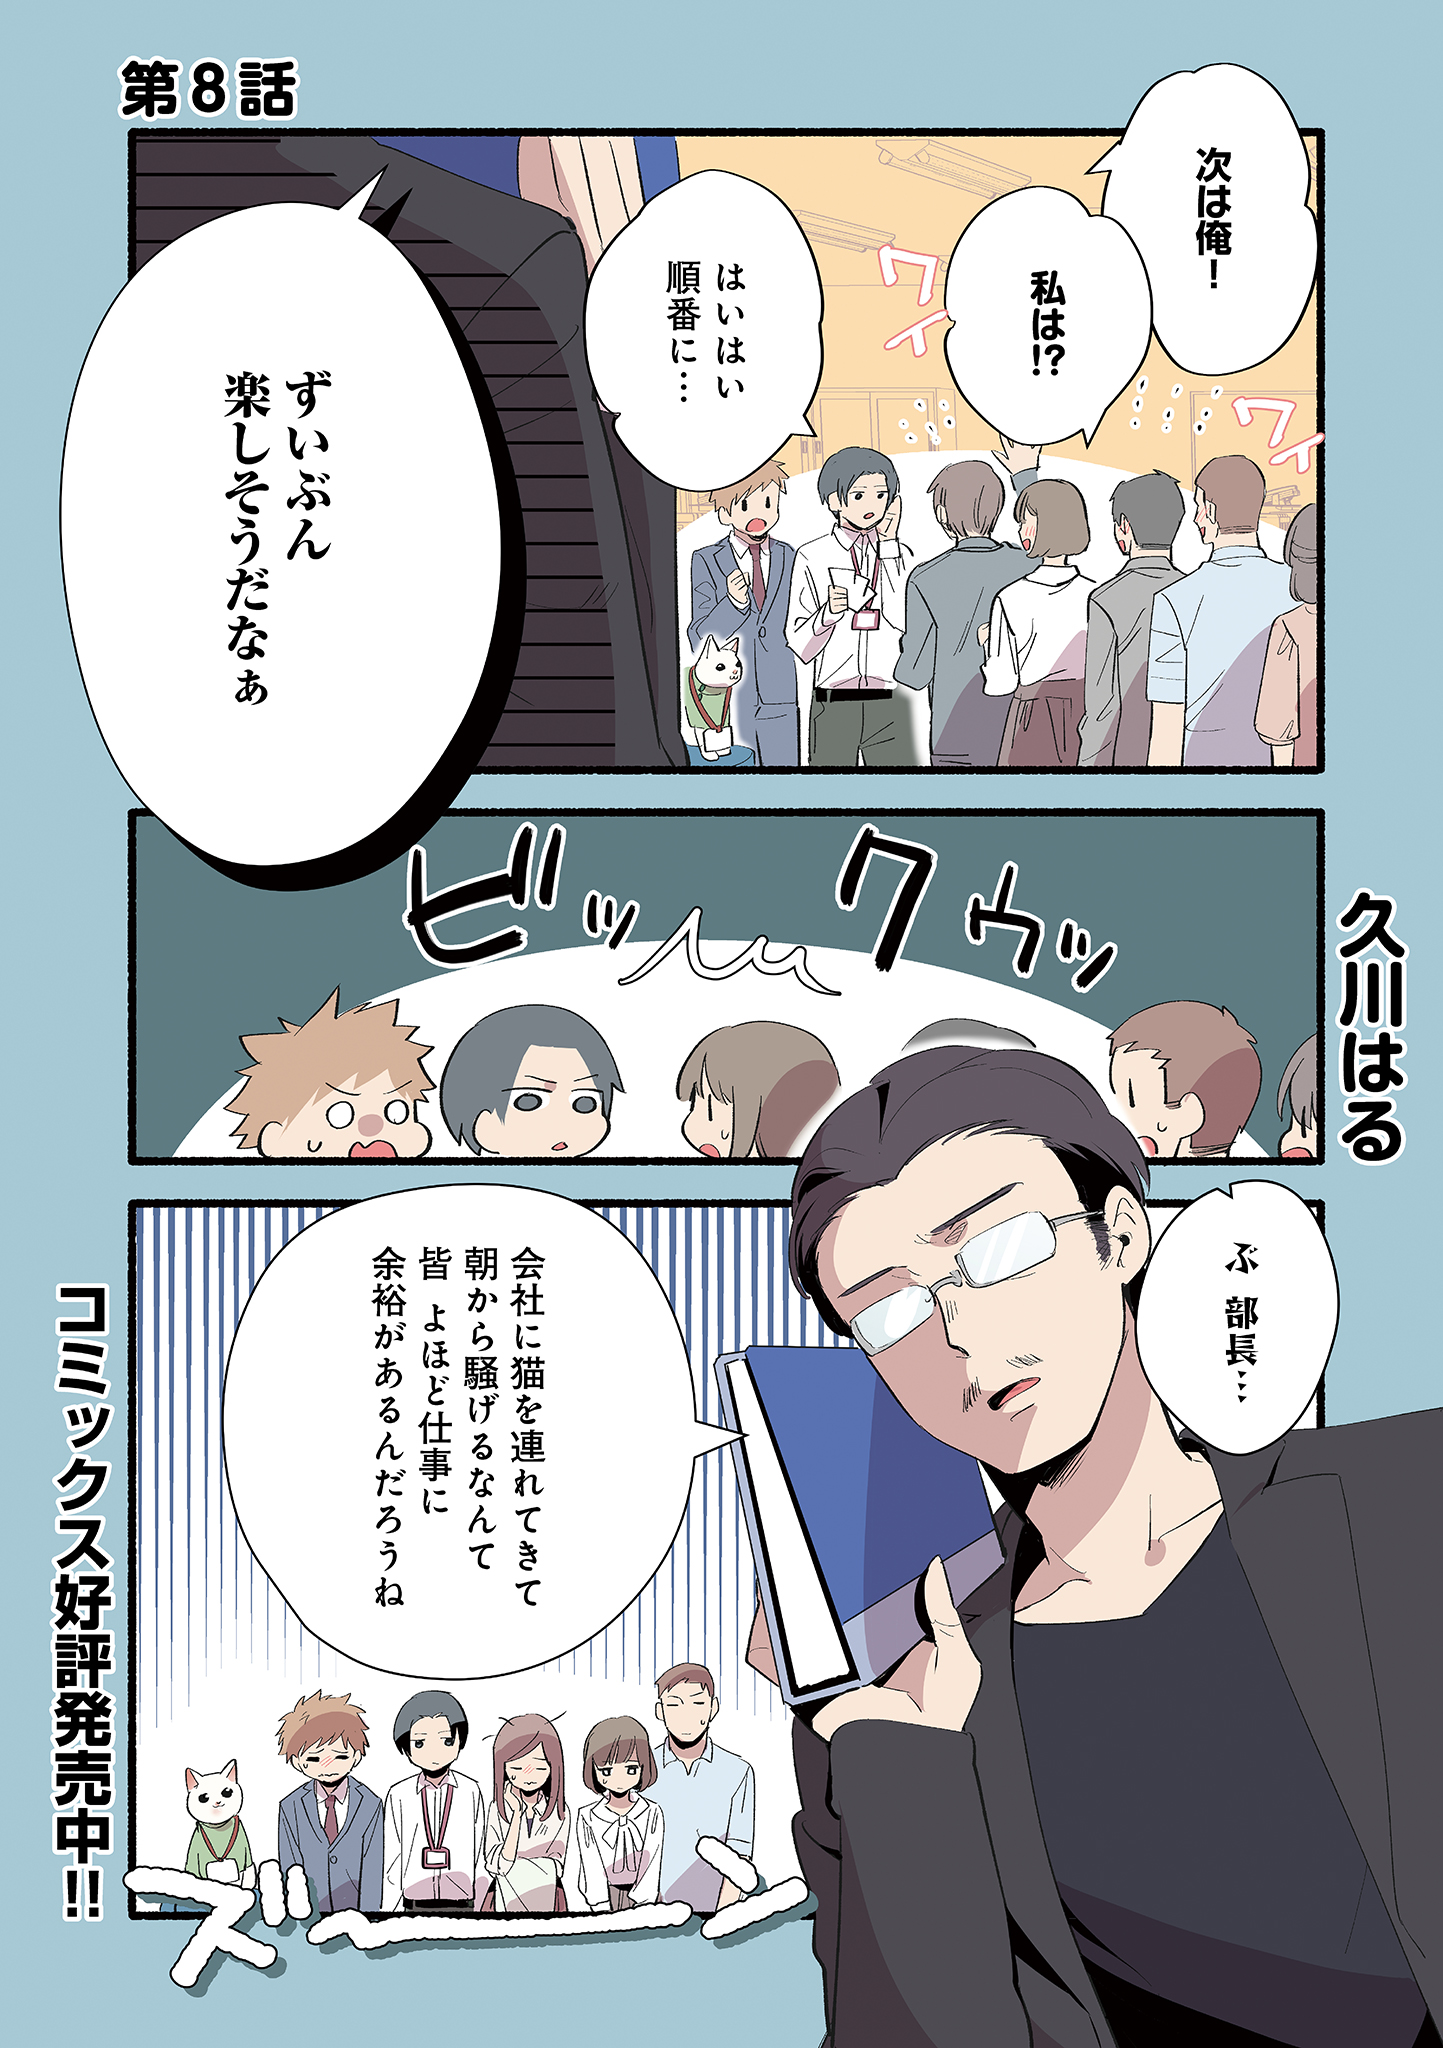 第8話
次は俺！
私は!?
ワイ
ワイ
はいはい
順番に…
ずいぶん
楽しそうだなぁ
クゥッ
ビッ
久川はる
ぶ 部長…
会社に猫を連れてきて
朝から騒げるなんて
皆 よほど仕事に
余裕があるんだろうね
ズーン
コミックス好評発売中!!